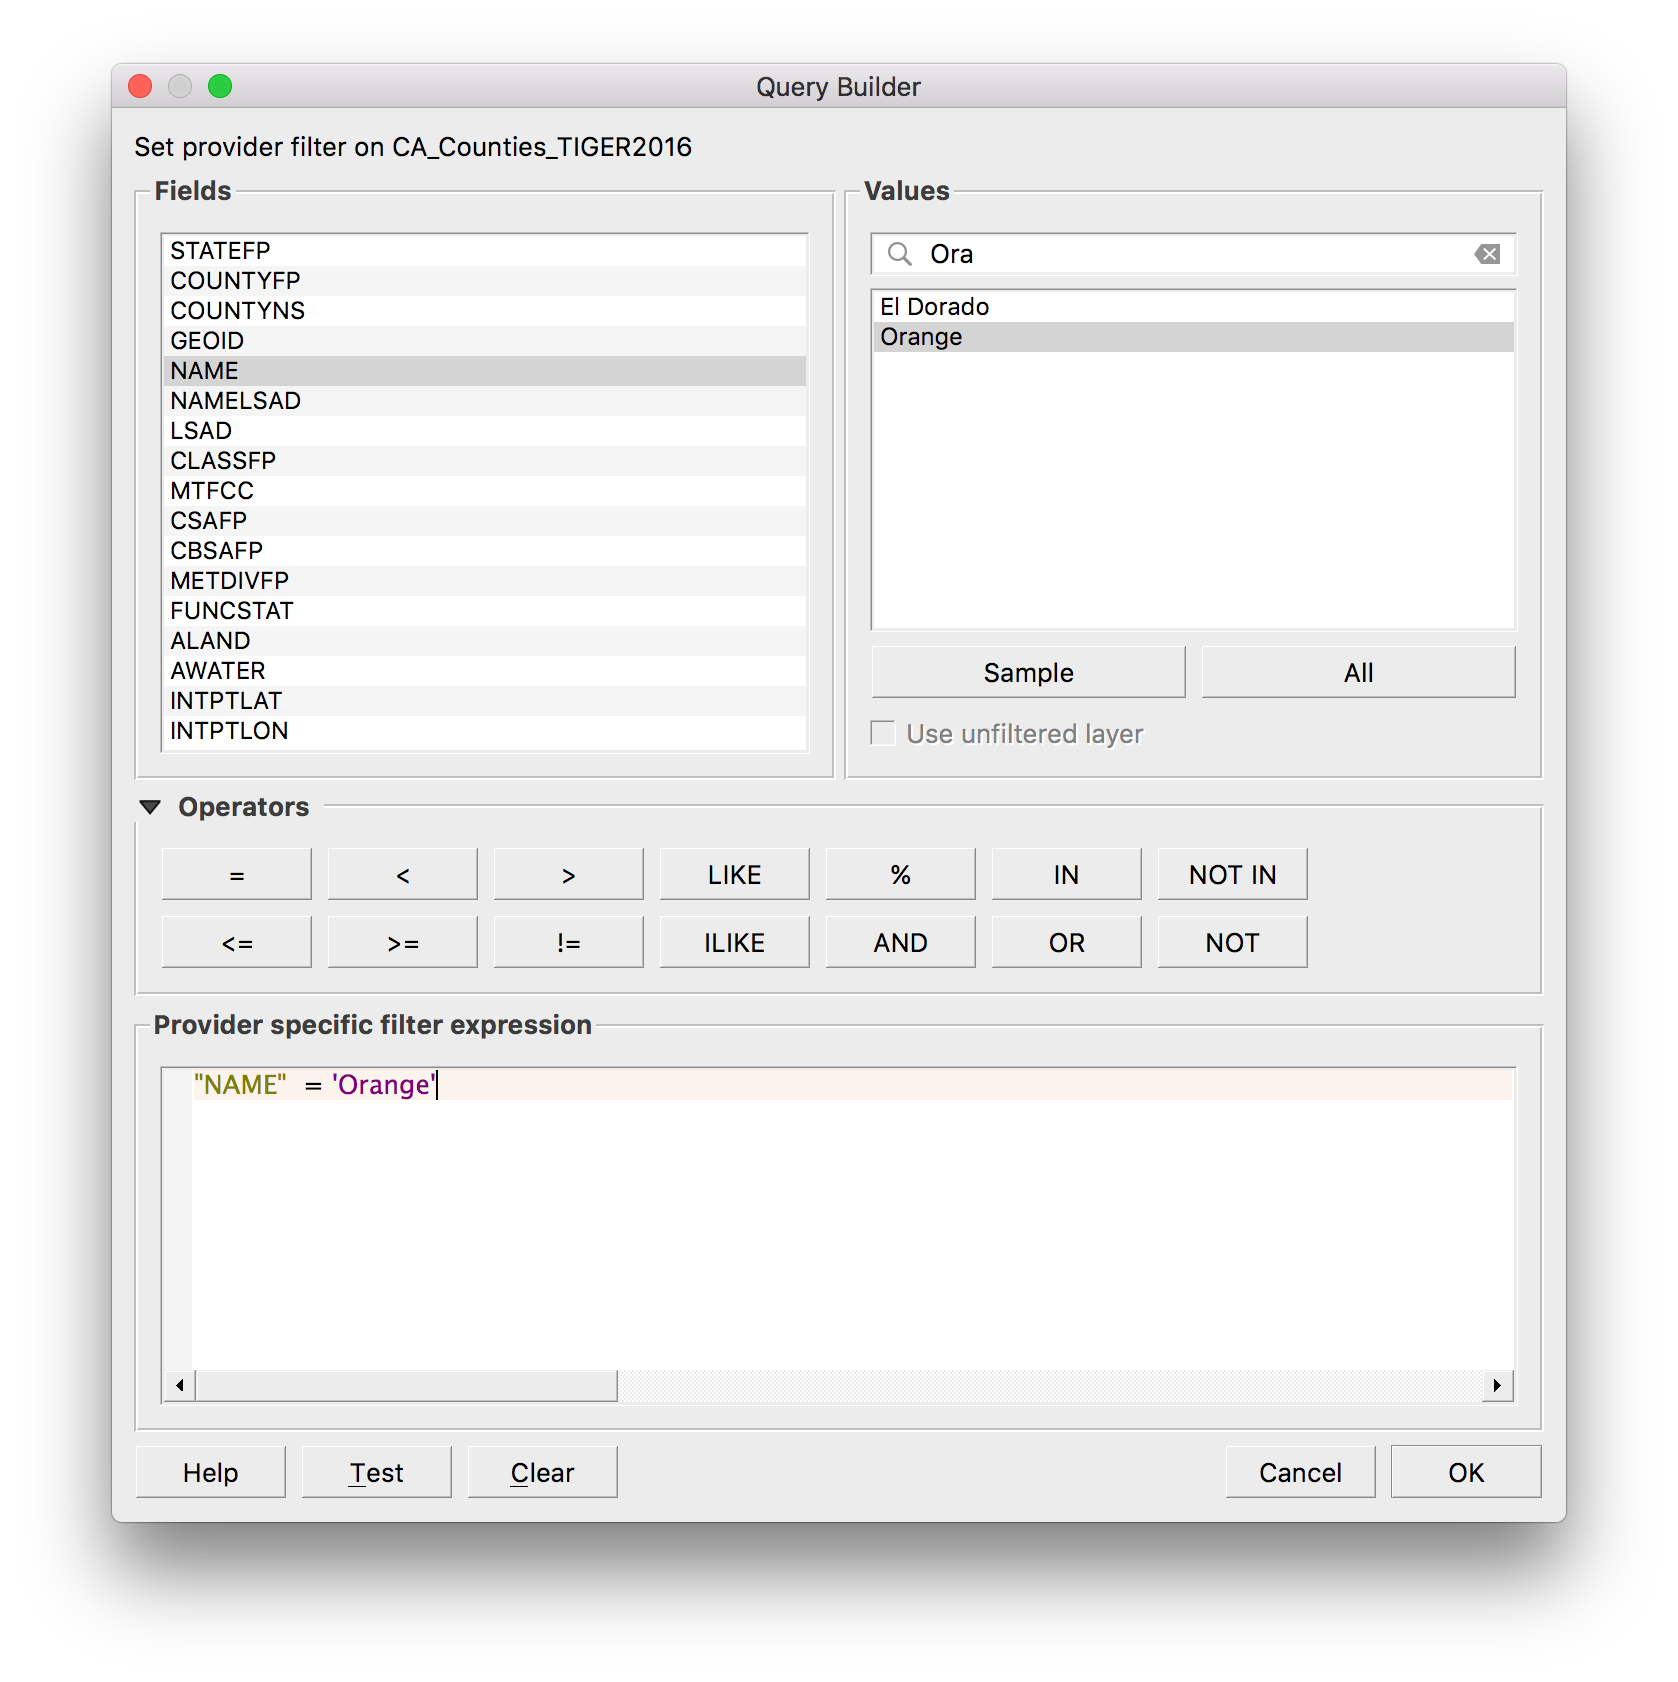 Query Builder
Set provider filter on CA_Counties_TIGER2016
Fields
STATEFP
COUNTYFP
COUNTYNS
GEOID
NAME
NAMELSAD
LSAD
CLASSFP
MTFCC
CSAFP
CBSAFP
METDIVFP
FUNCSTAT
ALAND
AWATER
INTPTLAT
INTPTLON
Values
Ora
El Dorado
Orange
Sample All
Use unfiltered layer
Operators
= < > LIKE % IN NOT IN
<= >= != ILIKE AND OR NOT
Provider specific filter expression
"NAME" = 'Orange'
Help Test Clear Cancel OK